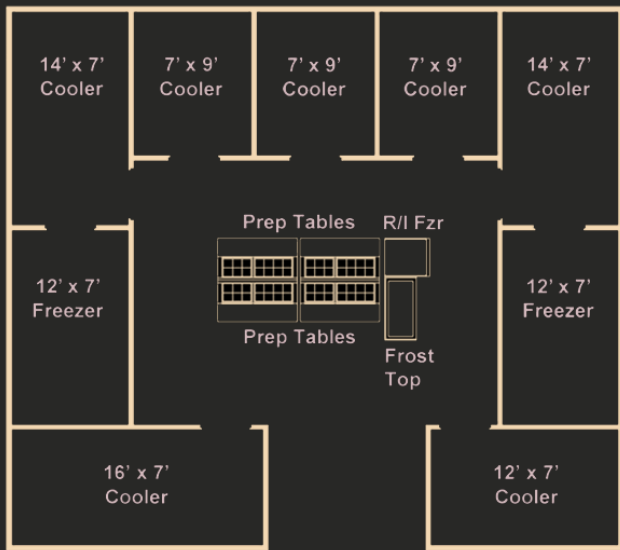 14' x 7'
Cooler
7' x 9'
Cooler
7' x 9'
Cooler
7' x 9'
Cooler
14' x 7'
Cooler
Prep Tables
R/I Fzr
12' x 7'
Freezer
12' x 7'
Freezer
Prep Tables
Frost
Top
16' x 7'
Cooler
12' x 7'
Cooler